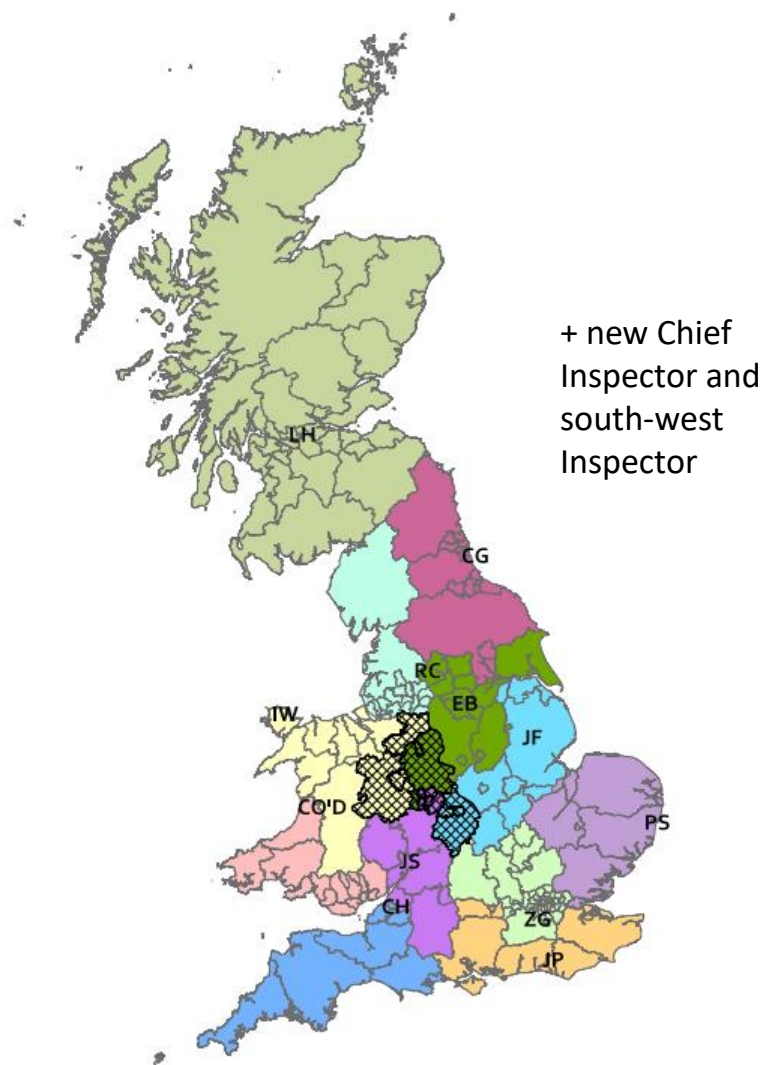 + new Chief
Inspector and
south-west
Inspector
LH
CG
RC
IW
EB
JF
CO'D
PS
JS
CH
ZG
JP